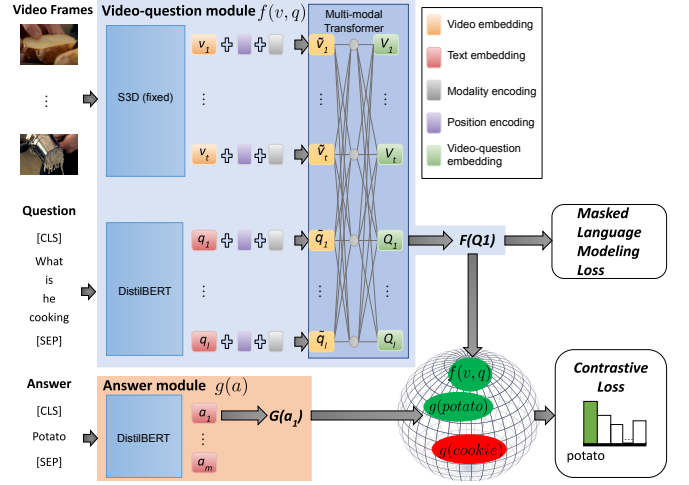 Video Frames
Video-question module f(v, q)
Multi-modal
Transformer
S3D (fixed)
v1
ṽ1
V1
⋮
vt
ṽt
Vt
Video embedding
Text embedding
Modality encoding
Position encoding
Video-question
embedding
Question
[CLS]
What
is
he
cooking
[SEP]
DistilBERT
q1
q̃1
Q1
⋮
ql
q̃l
Ql
F(Q1)
Masked
Language
Modeling
Loss
Answer
[CLS]
Potato
[SEP]
Answer module g(a)
DistilBERT
a1
⋮
am
G(a1)
f(v, q)
g(potato)
g(cookie)
Contrastive
Loss
potato